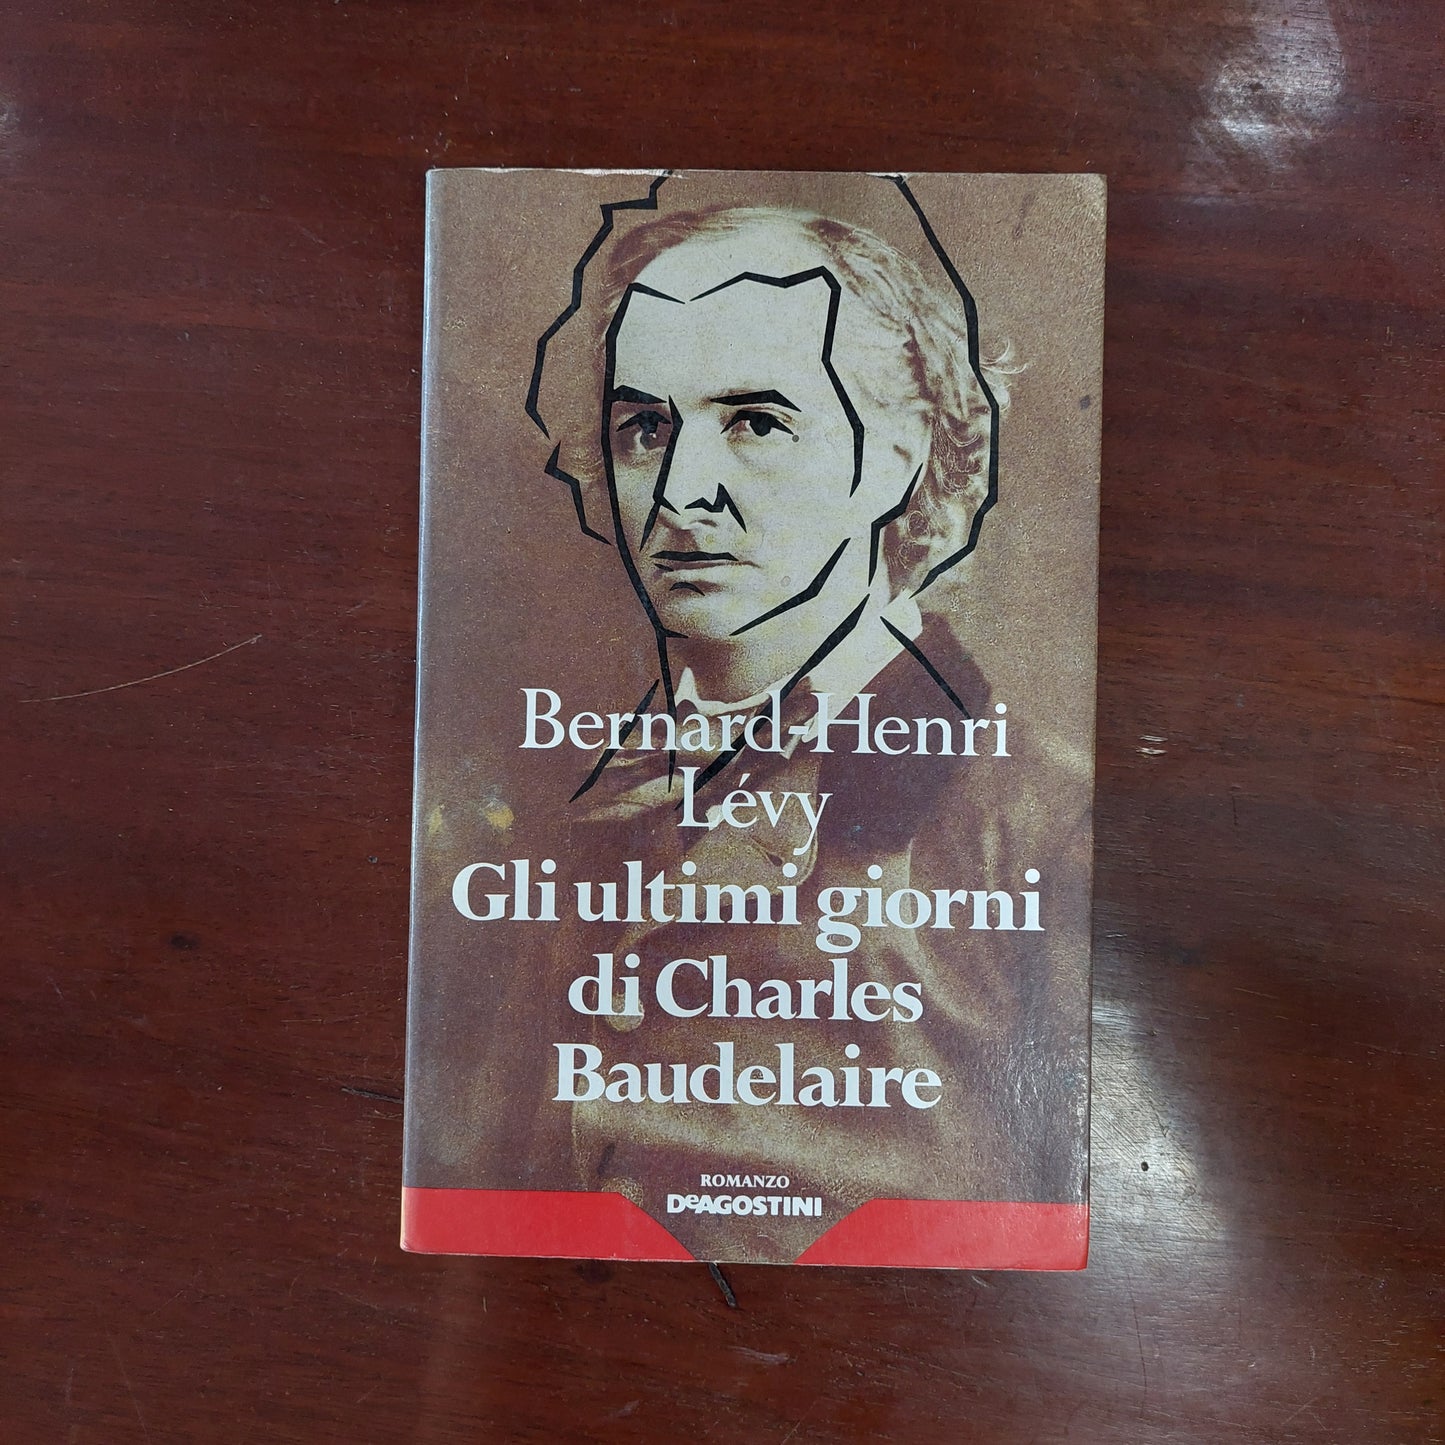 Bernard-Henri
Lévy
Gli ultimi giorni
di Charles
Baudelaire
ROMANZO
DeAGOSTINI